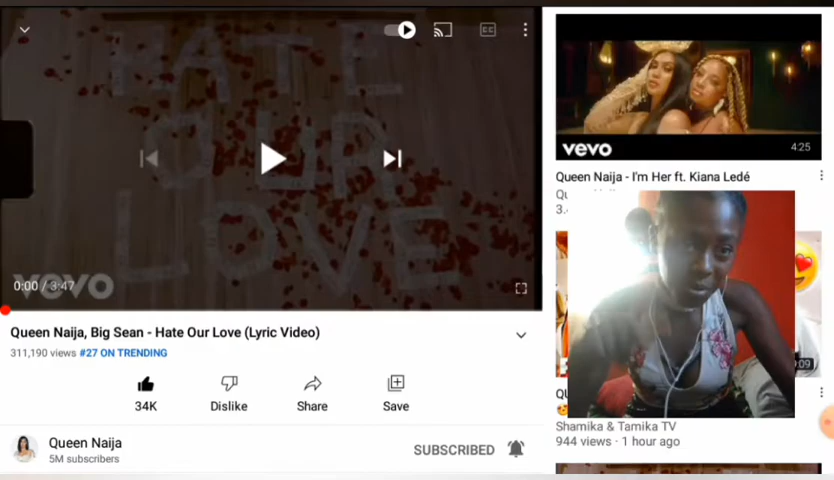 HATE
OUR
LOVE
CC
vevo
0:00 / 3:47
Queen Naija, Big Sean - Hate Our Love (Lyric Video)
311,190 views #27 ON TRENDING
34K
Dislike
Share
Save
Queen Naija
5M subscribers
SUBSCRIBED
vevo
4:25
Queen Naija - I'm Her ft. Kiana Ledé
:09
Shamika & Tamika TV
944 views · 1 hour ago